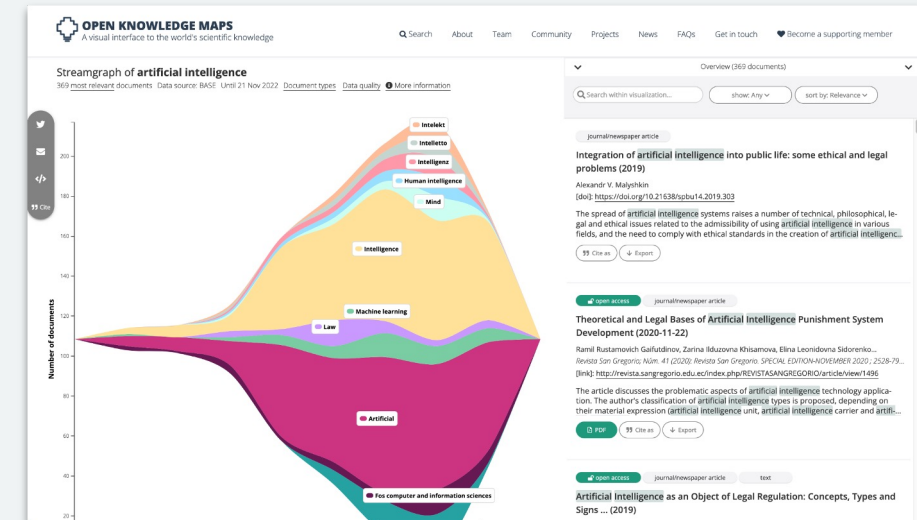 OPEN KNOWLEDGE MAPS
A visual interface to the world's scientific knowledge
Search About Team Community Projects News FAQs Get in touch Become a supporting member
Streamgraph of artificial intelligence
369 most relevant documents Data source: BASE Until 21 Nov 2022 Document types Data quality More information
Cite
Number of documents
200
180
160
140
120
100
80
60
40
20
Intelekt
Intelletto
Intelligenz
Human intelligence
Mind
Intelligence
Machine learning
Law
Artificial
Fos computer and information sciences
Overview (369 documents)
Search within visualization...
show: Any
sort by: Relevance
journal/newspaper article
Integration of artificial intelligence into public life: some ethical and legal
problems (2019)
Alexandr V. Malyshkin
[doi]: https://doi.org/10.21638/spbu14.2019.303
The spread of artificial intelligence systems raises a number of technical, philosophical, le-
gal and ethical issues related to the admissibility of using artificial intelligence in various
fields, and the need to comply with ethical standards in the creation of artificial intelligenc...
Cite as Export
open access journal/newspaper article
Theoretical and Legal Bases of Artificial Intelligence Punishment System
Development (2020-11-22)
Ramil Rustamovich Gaifutdinov, Zarina Ilduzovna Khisamova, Elina Leonidovna Sidorenko...
Revista San Gregorio; Núm. 41 (2020): Revista San Gregorio. SPECIAL EDITION-NOVEMBER 2020 ; 2528-79...
[link]: http://revista.sangregorio.edu.ec/index.php/REVISTASANGREGORIO/article/view/1496
The article discusses the problematic aspects of artificial intelligence technology applica-
tion. The author's classification of artificial intelligence types is proposed, depending on
their material expression (artificial intelligence unit, artificial intelligence carrier and artifi-...
PDF Cite as Export
open access journal/newspaper article text
Artificial Intelligence as an Object of Legal Regulation: Concepts, Types and
Signs ... (2019)